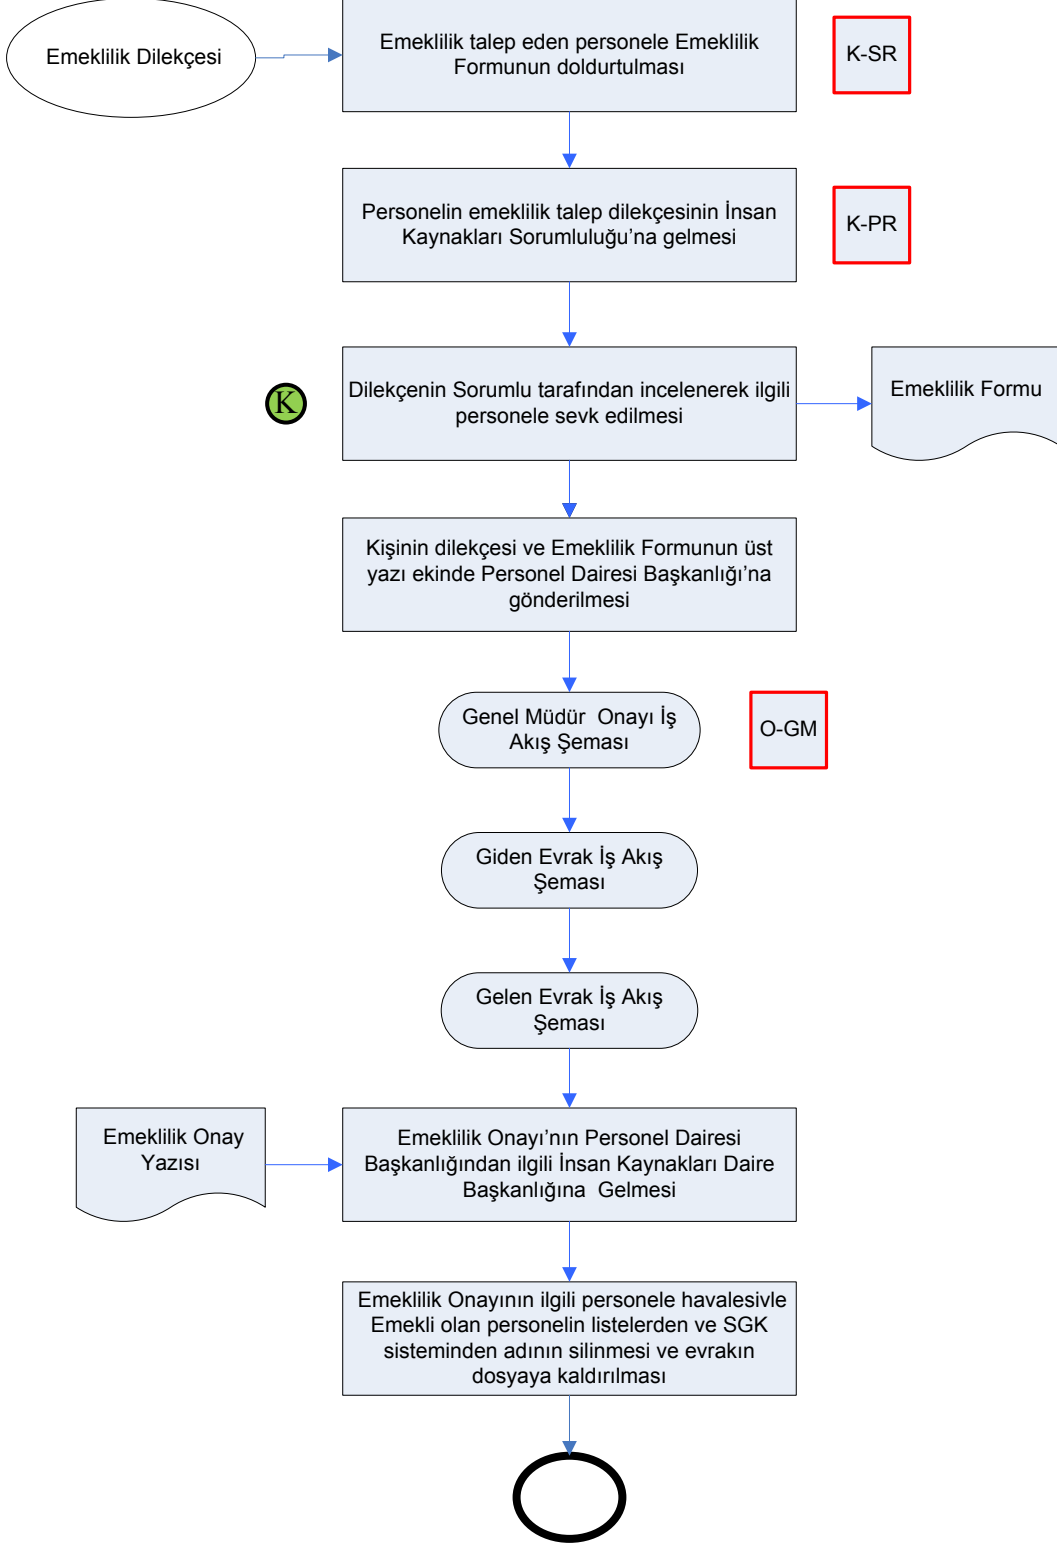 Emeklilik Dilekçesi
Emeklilik talep eden personele Emeklilik
Formunun doldurtulması
K-SR
Personelin emeklilik talep dilekçesinin İnsan
Kaynakları Sorumluluğu’na gelmesi
K-PR
K
Dilekçenin Sorumlu tarafından incelenerek ilgili
personele sevk edilmesi
Emeklilik Formu
Kişinin dilekçesi ve Emeklilik Formunun üst
yazı ekinde Personel Dairesi Başkanlığı’na
gönderilmesi
Genel Müdür Onayı İş
Akış Şeması
O-GM
Giden Evrak İş Akış
Şeması
Gelen Evrak İş Akış
Şeması
Emeklilik Onay
Yazısı
Emeklilik Onayı’nın Personel Dairesi
Başkanlığından ilgili İnsan Kaynakları Daire
Başkanlığına Gelmesi
Emeklilik Onayının ilgili personele havalesivle
Emekli olan personelin listelerden ve SGK
sisteminden adının silinmesi ve evrakın
dosyaya kaldırılması